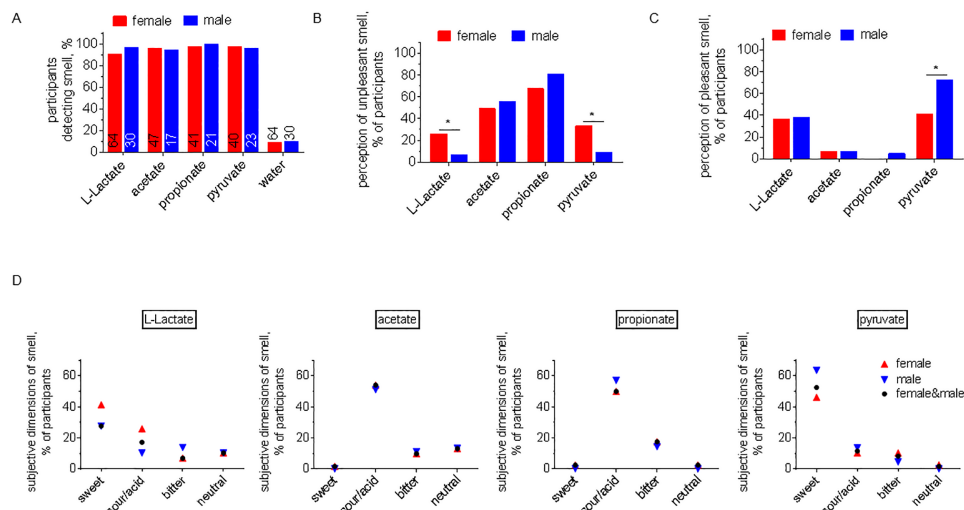 A
female male
participants
detecting smell, %
100
80
60
40
20
0
64 30 47 17 41 21 40 23 64 30
L-Lactate acetate propionate pyruvate water
B
female male
perception of unpleasant smell,
% of participants
100
80
60
40
20
0
* *
L-Lactate acetate propionate pyruvate
C
female male
perception of pleasant smell,
% of participants
100
80
60
40
20
0
*
L-Lactate acetate propionate pyruvate
D
L-Lactate
subjective dimensions of smell,
% of participants
60
40
20
0
sweet sour/acid bitter neutral
acetate
subjective dimensions of smell,
% of participants
60
40
20
0
sweet sour/acid bitter neutral
propionate
subjective dimensions of smell,
% of participants
60
40
20
0
sweet sour/acid bitter neutral
pyruvate
subjective dimensions of smell,
% of participants
60
40
20
0
female
male
female&male
sweet sour/acid bitter neutral